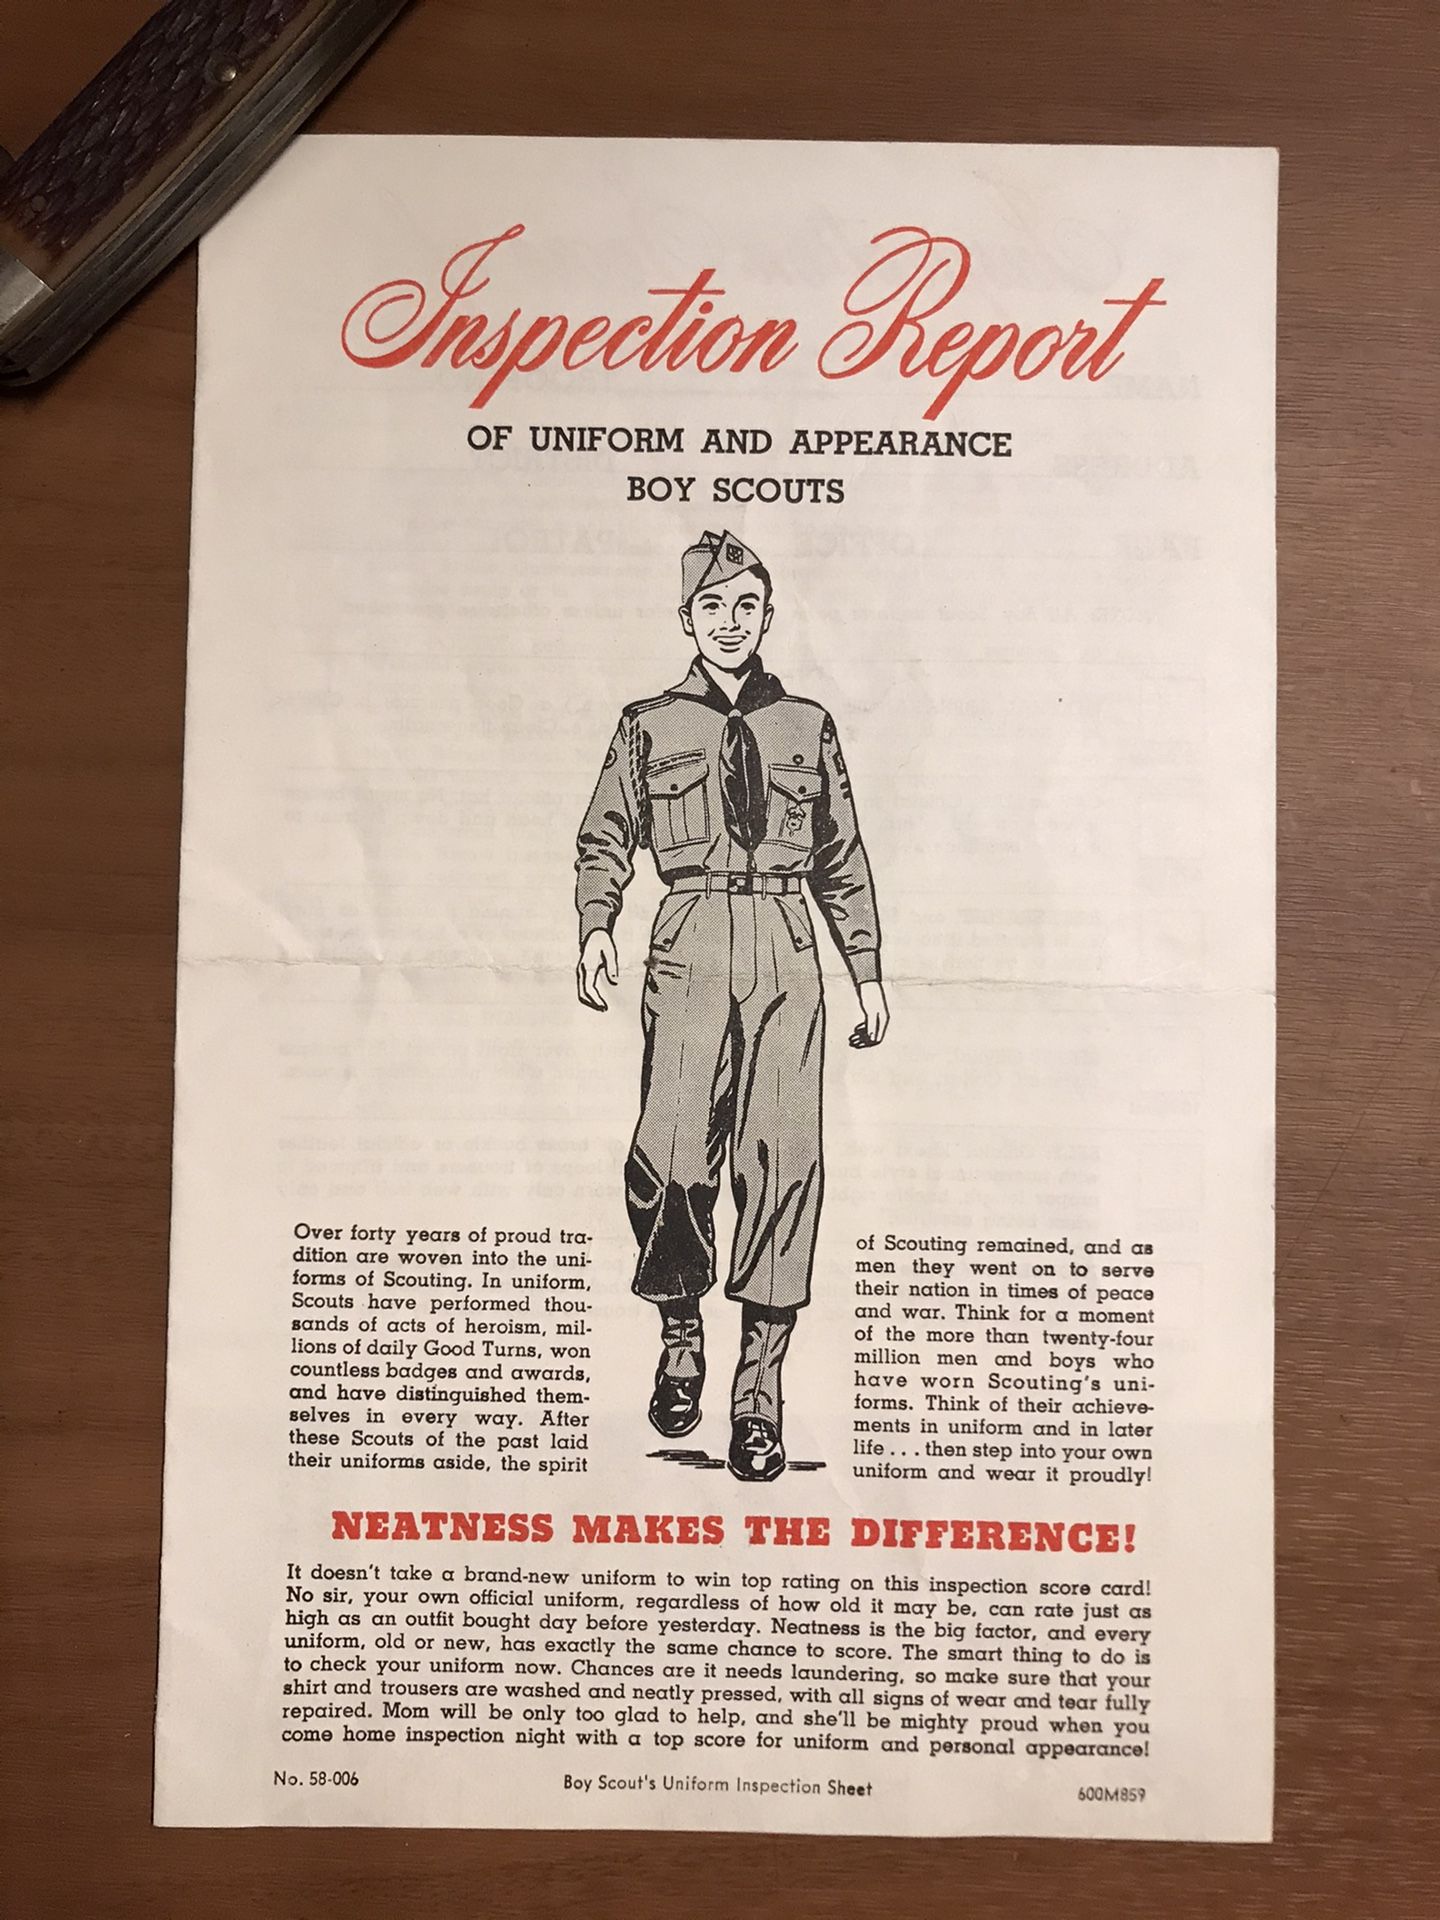 Inspection Report
OF UNIFORM AND APPEARANCE
BOY SCOUTS
Over forty years of proud tra-
dition are woven into the uni-
forms of Scouting. In uniform,
Scouts have performed thou-
sands of acts of heroism, mil-
lions of daily Good Turns, won
countless badges and awards,
and have distinguished them-
selves in every way. After
these Scouts of the past laid
their uniforms aside, the spirit
of Scouting remained, and as
men they went on to serve
their nation in times of peace
and war. Think for a moment
of the more than twenty-four
million men and boys who
have worn Scouting's uni-
forms. Think of their achieve-
ments in uniform and in later
life . . . then step into your own
uniform and wear it proudly!
NEATNESS MAKES THE DIFFERENCE!
It doesn't take a brand-new uniform to win top rating on this inspection score card!
No sir, your own official uniform, regardless of how old it may be, can rate just as
high as an outfit bought day before yesterday. Neatness is the big factor, and every
uniform, old or new, has exactly the same chance to score. The smart thing to do is
to check your uniform now. Chances are it needs laundering, so make sure that your
shirt and trousers are washed and neatly pressed, with all signs of wear and tear fully
repaired. Mom will be only too glad to help, and she'll be mighty proud when you
come home inspection night with a top score for uniform and personal appearance!
No. 58-006
Boy Scout's Uniform Inspection Sheet
600M859